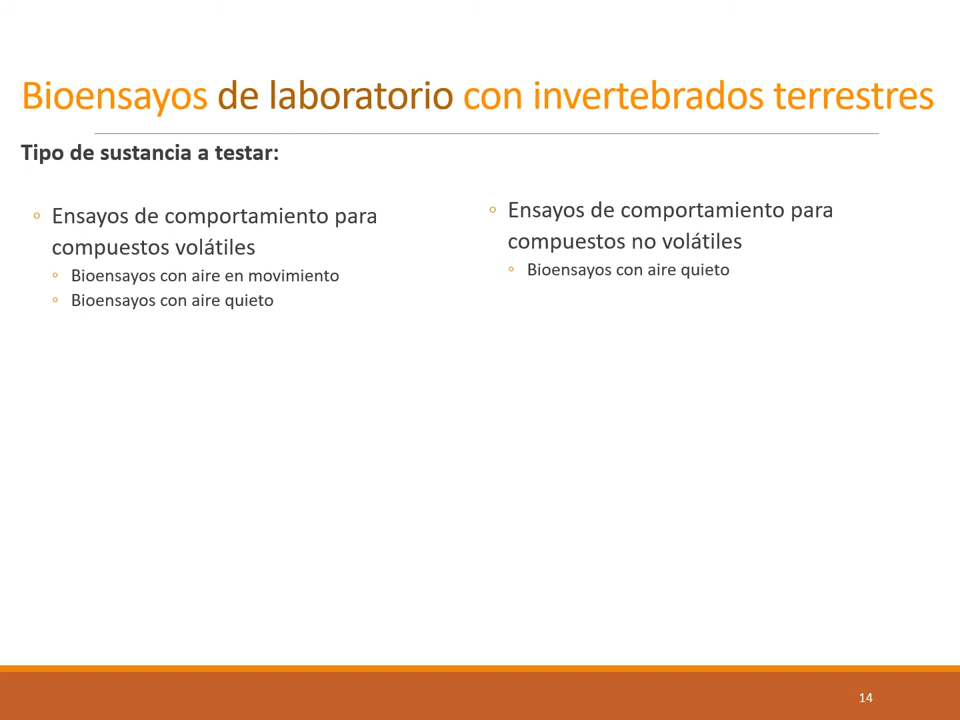 Bioensayos de laboratorio con invertebrados terrestres
Tipo de sustancia a testar:
◦ Ensayos de comportamiento para
compuestos volátiles
◦ Bioensayos con aire en movimiento
◦ Bioensayos con aire quieto
◦ Ensayos de comportamiento para
compuestos no volátiles
◦ Bioensayos con aire quieto
14